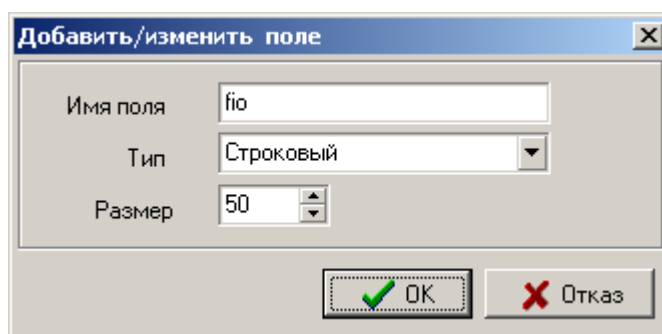 Добавить/изменить поле
Имя поля fio
Тип Строковый
Размер 50
OK Отказ